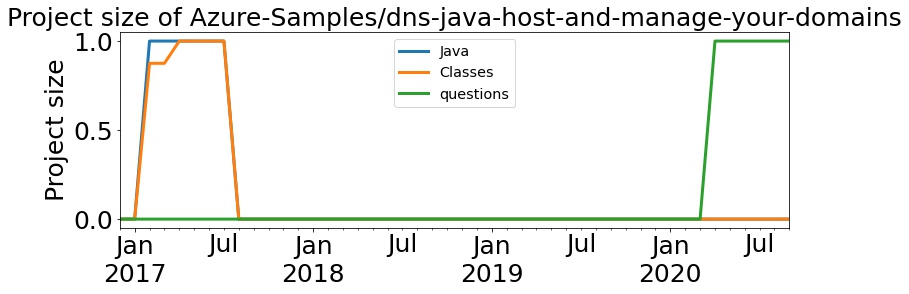 Project size of Azure-Samples/dns-java-host-and-manage-your-domains
Project size
1.0
0.5
0.0
Java
Classes
questions
Jan Jul Jan Jul Jan Jul Jan Jul
2017 2018 2019 2020